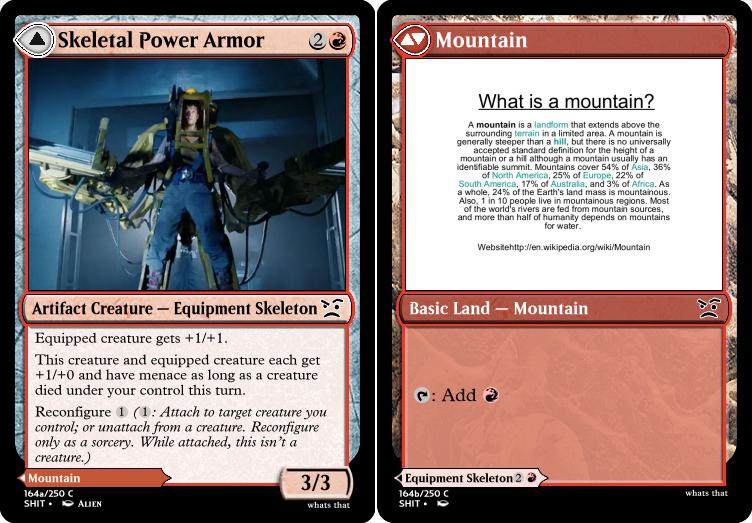 Skeletal Power Armor 2
Artifact Creature — Equipment Skeleton
Equipped creature gets +1/+1.
This creature and equipped creature each get
+1/+0 and have menace as long as a creature
died under your control this turn.
Reconfigure 1 (1: Attach to target creature you
control; or unattach from a creature. Reconfigure
only as a sorcery. While attached, this isn't a
creature.)
Mountain
3/3
164a/250 C
SHIT • Alien
whats that
Mountain
What is a mountain?
A mountain is a landform that extends above the
surrounding terrain in a limited area. A mountain is
generally steeper than a hill, but there is no universally
accepted standard definition for the height of a
mountain or a hill although a mountain usually has an
identifiable summit. Mountains cover 54% of Asia, 36%
of North America, 25% of Europe, 22% of
South America, 17% of Australia, and 3% of Africa. As
a whole, 24% of the Earth's land mass is mountainous.
Also, 1 in 10 people live in mountainous regions. Most
of the world's rivers are fed from mountain sources,
and more than half of humanity depends on mountains
for water.
Websitehttp://en.wikipedia.org/wiki/Mountain
Basic Land — Mountain
: Add
Equipment Skeleton 2
164b/250 C
SHIT •
whats that